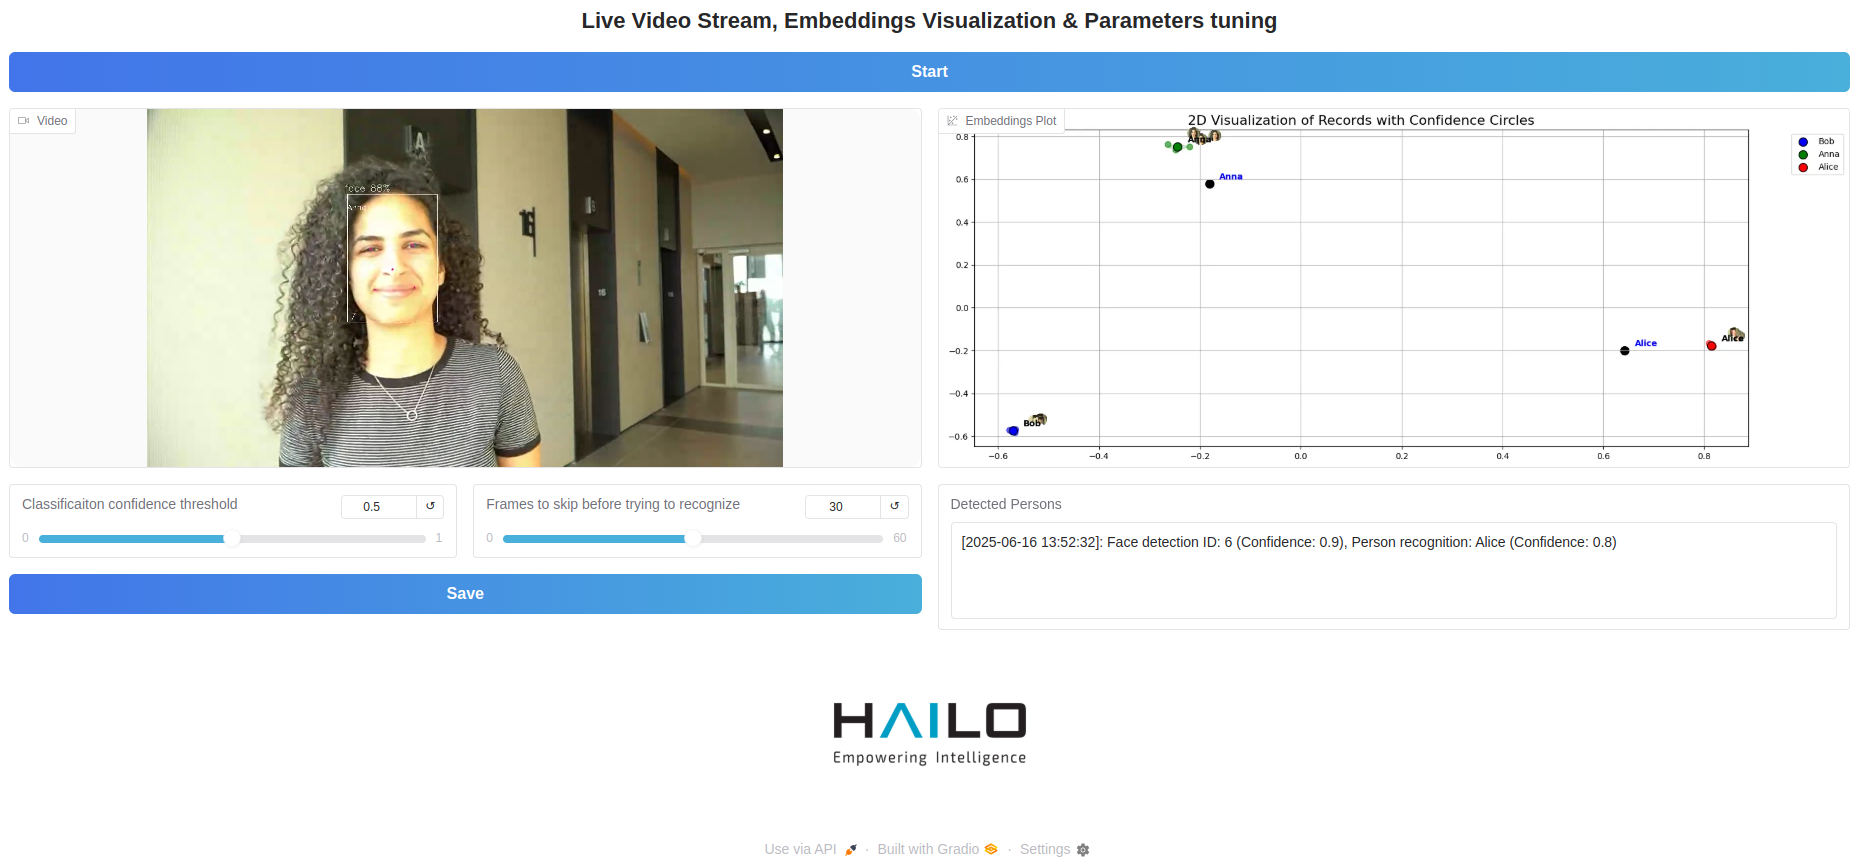 Live Video Stream, Embeddings Visualization & Parameters tuning
Start
Video
face 88%
Anna
7
16
16
Embeddings Plot
2D Visualization of Records with Confidence Circles
Bob
Anna
Alice
Anna
Anna
Alice
Alice
Bob
0.8
0.6
0.4
0.2
0.0
−0.2
−0.4
−0.6
−0.6
−0.4
−0.2
0.0
0.2
0.4
0.6
0.8
Classificaiton confidence threshold
0.5
↺
0
1
Frames to skip before trying to recognize
30
↺
0
60
Save
Detected Persons
[2025-06-16 13:52:32]: Face detection ID: 6 (Confidence: 0.9), Person recognition: Alice (Confidence: 0.8)
HAILO
Empowering Intelligence
Use via API · Built with Gradio · Settings